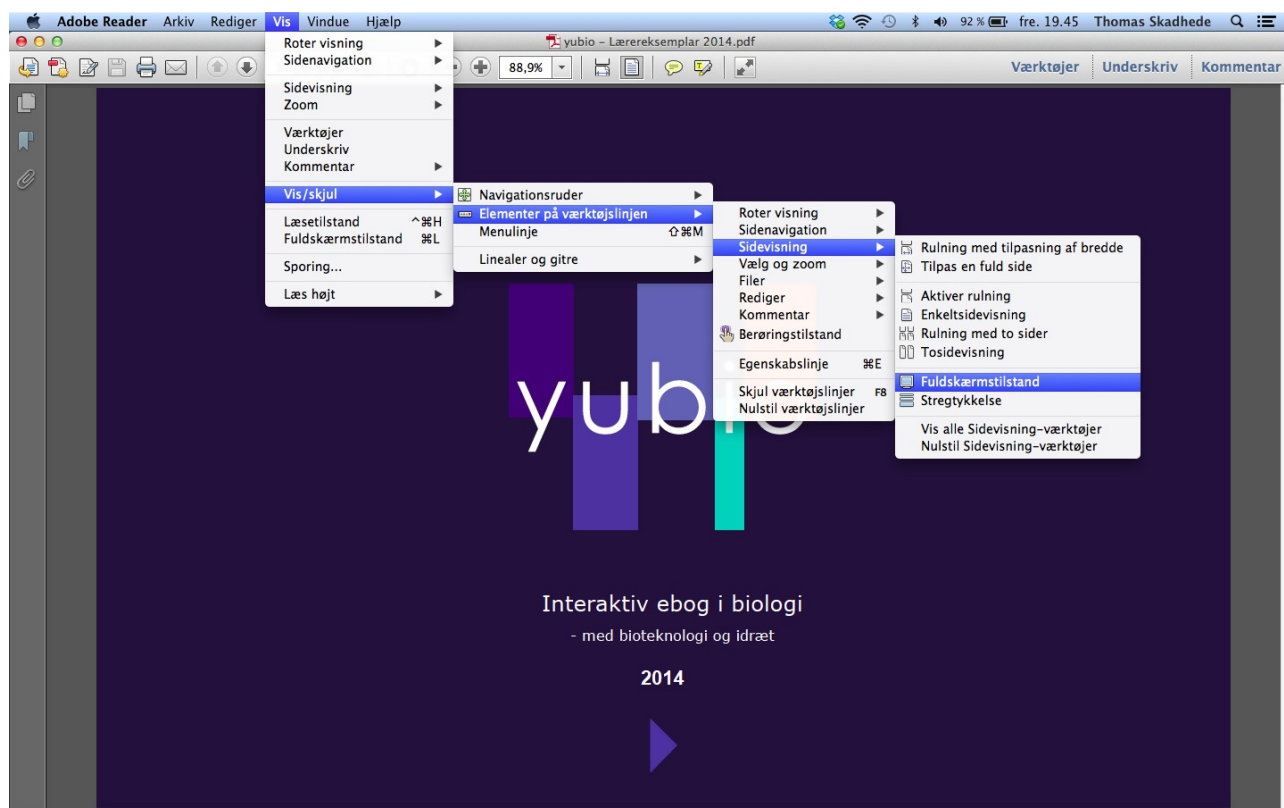 Adobe Reader Arkiv Rediger Vis Vindue Hjælp 92 % fre. 19.45 Thomas Skadhede
yubio – Lærereksemplar 2014.pdf
88,9% Værktøjer Underskriv Kommentar
Roter visning
Sidenavigation
Sidevisning
Zoom
Værktøjer
Underskriv
Kommentar
Vis/skjul
Læsetilstand ^⌘H
Fuldskærmstilstand ⌘L
Sporing...
Læs højt
Navigationsruder
Elementer på værktøjslinjen
Menulinje ⇧⌘M
Linealer og gitre
Roter visning
Sidenavigation
Sidevisning
Vælg og zoom
Filer
Rediger
Kommentar
Berøringstilstand
Egenskabslinje ⌘E
Skjul værktøjslinjer F8
Nulstil værktøjslinjer
Rulning med tilpasning af bredde
Tilpas en fuld side
Aktiver rulning
Enkeltsidevisning
Rulning med to sider
Tosidevisning
Fuldskærmstilstand
Stregtykkelse
Vis alle Sidevisning-værktøjer
Nulstil Sidevisning-værktøjer
yubio
Interaktiv ebog i biologi
- med bioteknologi og idræt
2014